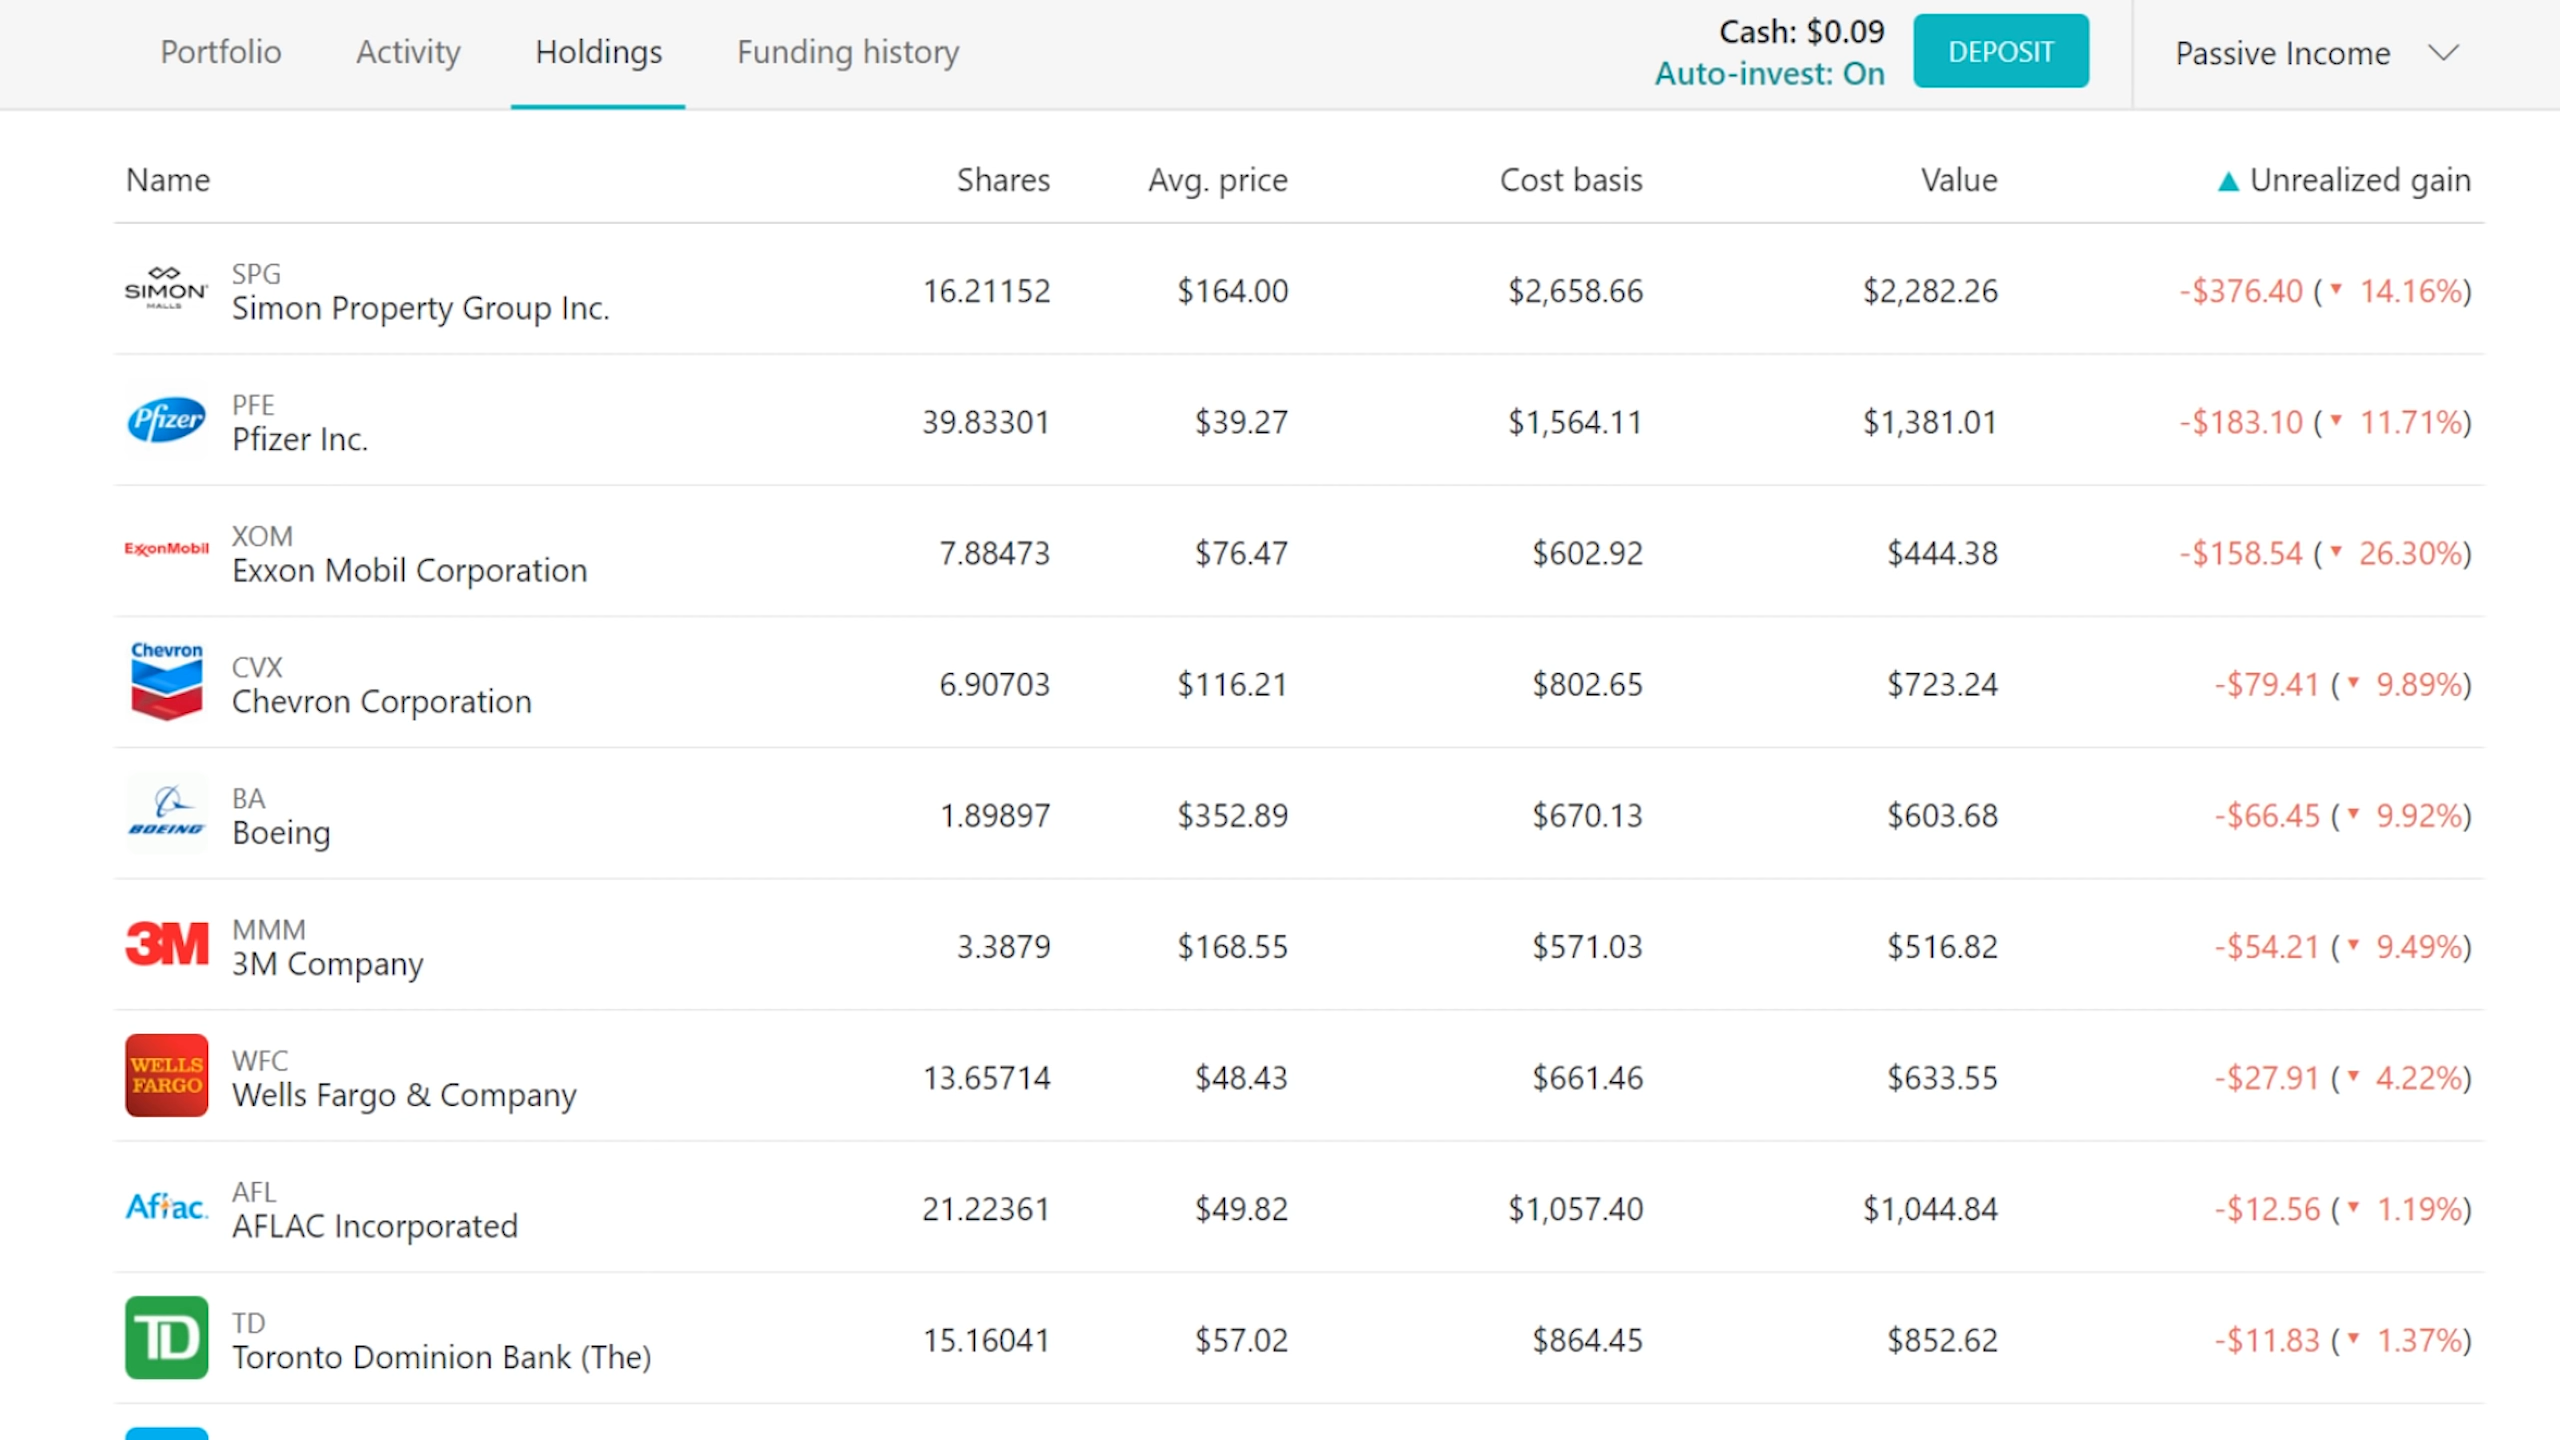 Portfolio Activity Holdings Funding history Cash: $0.09 DEPOSIT Passive Income
Auto-invest: On
Name Shares Avg. price Cost basis Value ▲ Unrealized gain
SIMON MALLS SPG
Simon Property Group Inc. 16.21152 $164.00 $2,658.66 $2,282.26 -$376.40 (▼ 14.16%)
Pfizer PFE
Pfizer Inc. 39.83301 $39.27 $1,564.11 $1,381.01 -$183.10 (▼ 11.71%)
ExxonMobil XOM
Exxon Mobil Corporation 7.88473 $76.47 $602.92 $444.38 -$158.54 (▼ 26.30%)
Chevron CVX
Chevron Corporation 6.90703 $116.21 $802.65 $723.24 -$79.41 (▼ 9.89%)
BOEING BA
Boeing 1.89897 $352.89 $670.13 $603.68 -$66.45 (▼ 9.92%)
3M MMM
3M Company 3.3879 $168.55 $571.03 $516.82 -$54.21 (▼ 9.49%)
WELLS FARGO WFC
Wells Fargo & Company 13.65714 $48.43 $661.46 $633.55 -$27.91 (▼ 4.22%)
Aflac. AFL
AFLAC Incorporated 21.22361 $49.82 $1,057.40 $1,044.84 -$12.56 (▼ 1.19%)
TD TD
Toronto Dominion Bank (The) 15.16041 $57.02 $864.45 $852.62 -$11.83 (▼ 1.37%)